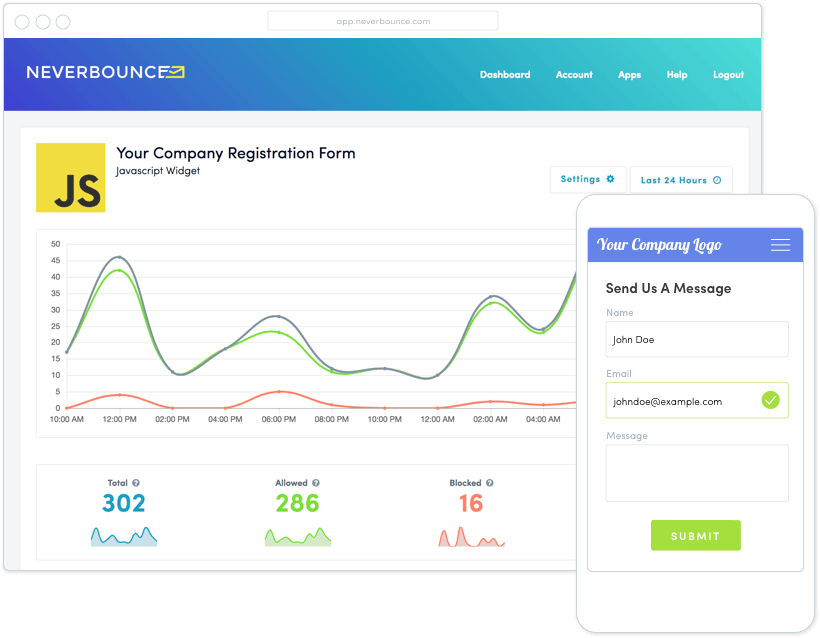 app.neverbounce.com
NEVERBOUNCE
Dashboard Account Apps Help Logout
JS
Your Company Registration Form
Javascript Widget
Settings
Last 24 Hours
50
45
40
35
30
25
20
15
10
5
0
10:00 AM 12:00 PM 02:00 PM 04:00 PM 06:00 PM 08:00 PM 10:00 PM 12:00 AM 02:00 AM 04:00 AM
Total ?
302
Allowed ?
286
Blocked ?
16
Your Company Logo
Send Us A Message
Name
John Doe
Email
johndoe@example.com
Message
SUBMIT